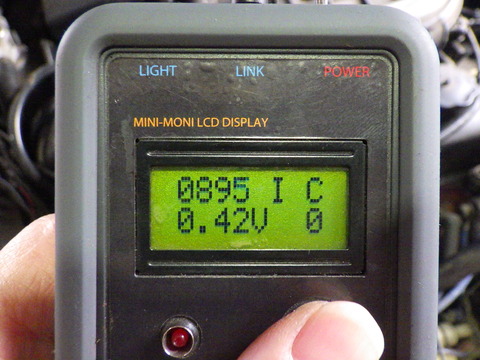 LIGHT LINK POWER
MINI-MONI LCD DISPLAY
0895 I C
0.42V 0